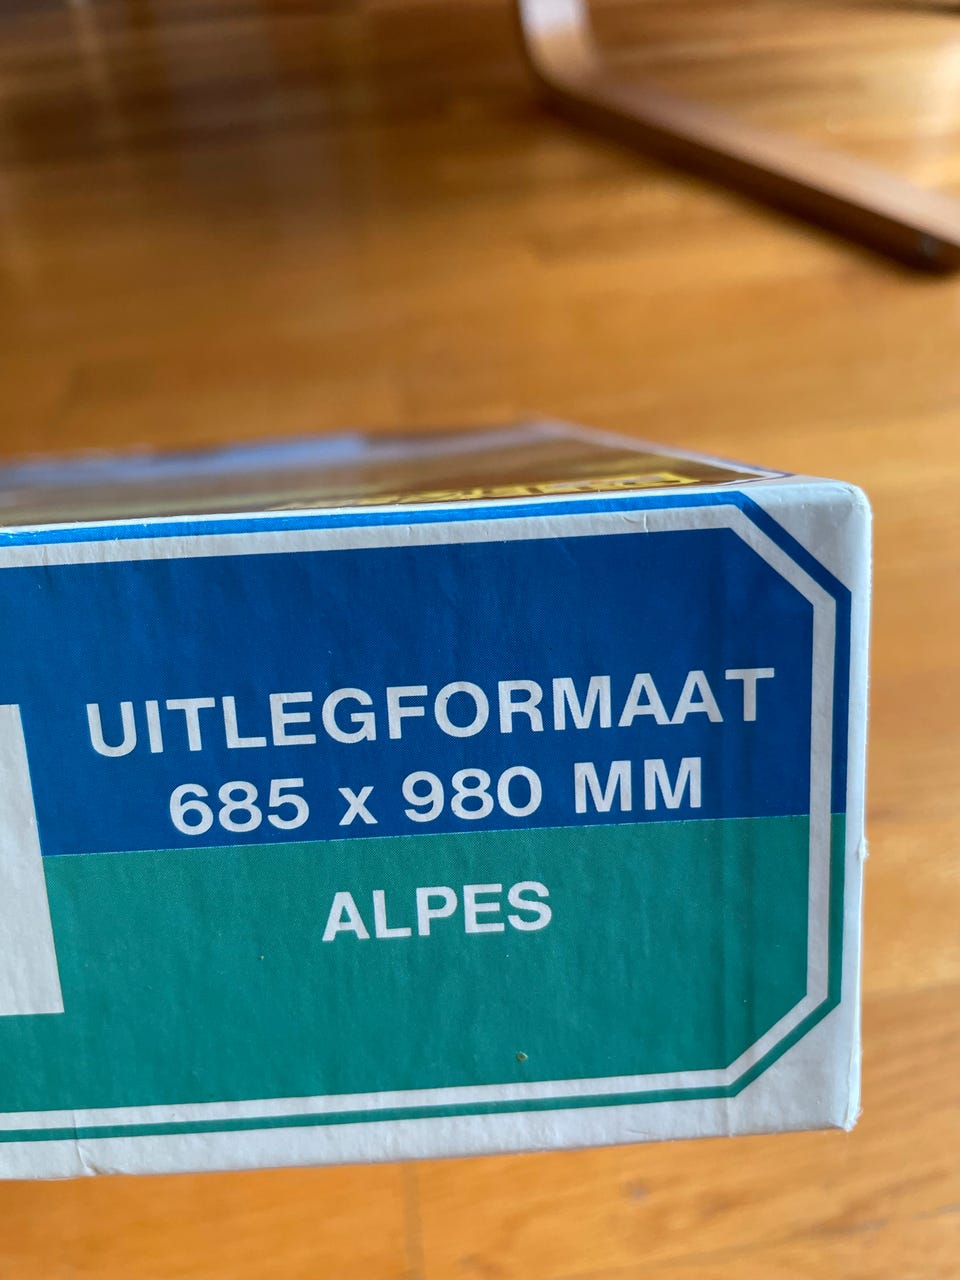 UITLEGFORMAAT
685 x 980 MM
ALPES